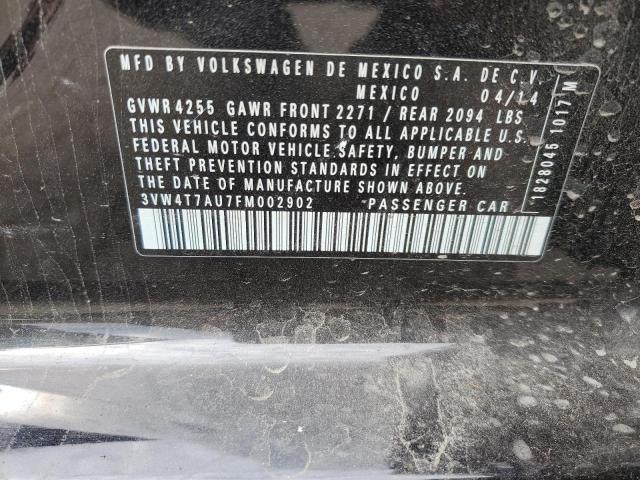 MFD BY VOLKSWAGEN DE MEXICO S.A. DE C.V.
MEXICO 04/14
GVWR 4255 GAWR FRONT 2271 / REAR 2094 LBS
THIS VEHICLE CONFORMS TO ALL APPLICABLE U.S.
FEDERAL MOTOR VEHICLE SAFETY, BUMPER AND
THEFT PREVENTION STANDARDS IN EFFECT ON
THE DATE OF MANUFACTURE SHOWN ABOVE.
3VW4T7AU7FM002902 PASSENGER CAR
1828045 1017 M